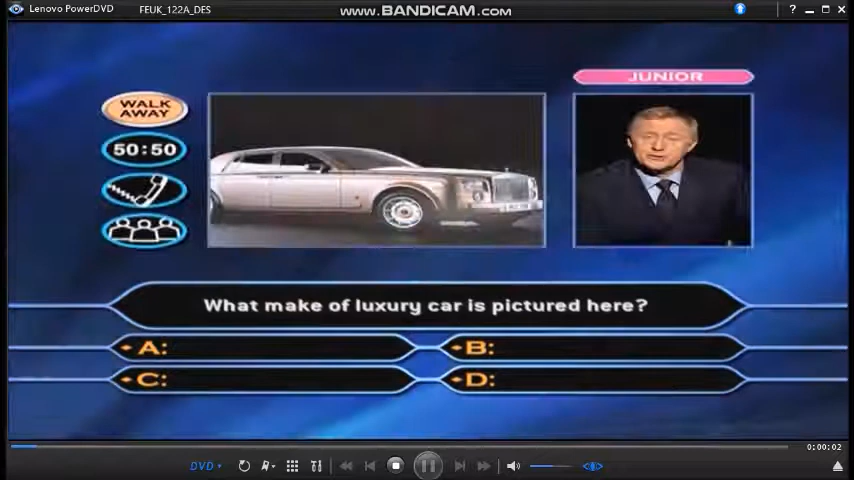 Lenovo PowerDVD
FEUK_122A_DES
www.BANDICAM.com
?
JUNIOR
WALK
AWAY
50:50
What make of luxury car is pictured here?
A:
B:
C:
D:
0:00:02
DVD